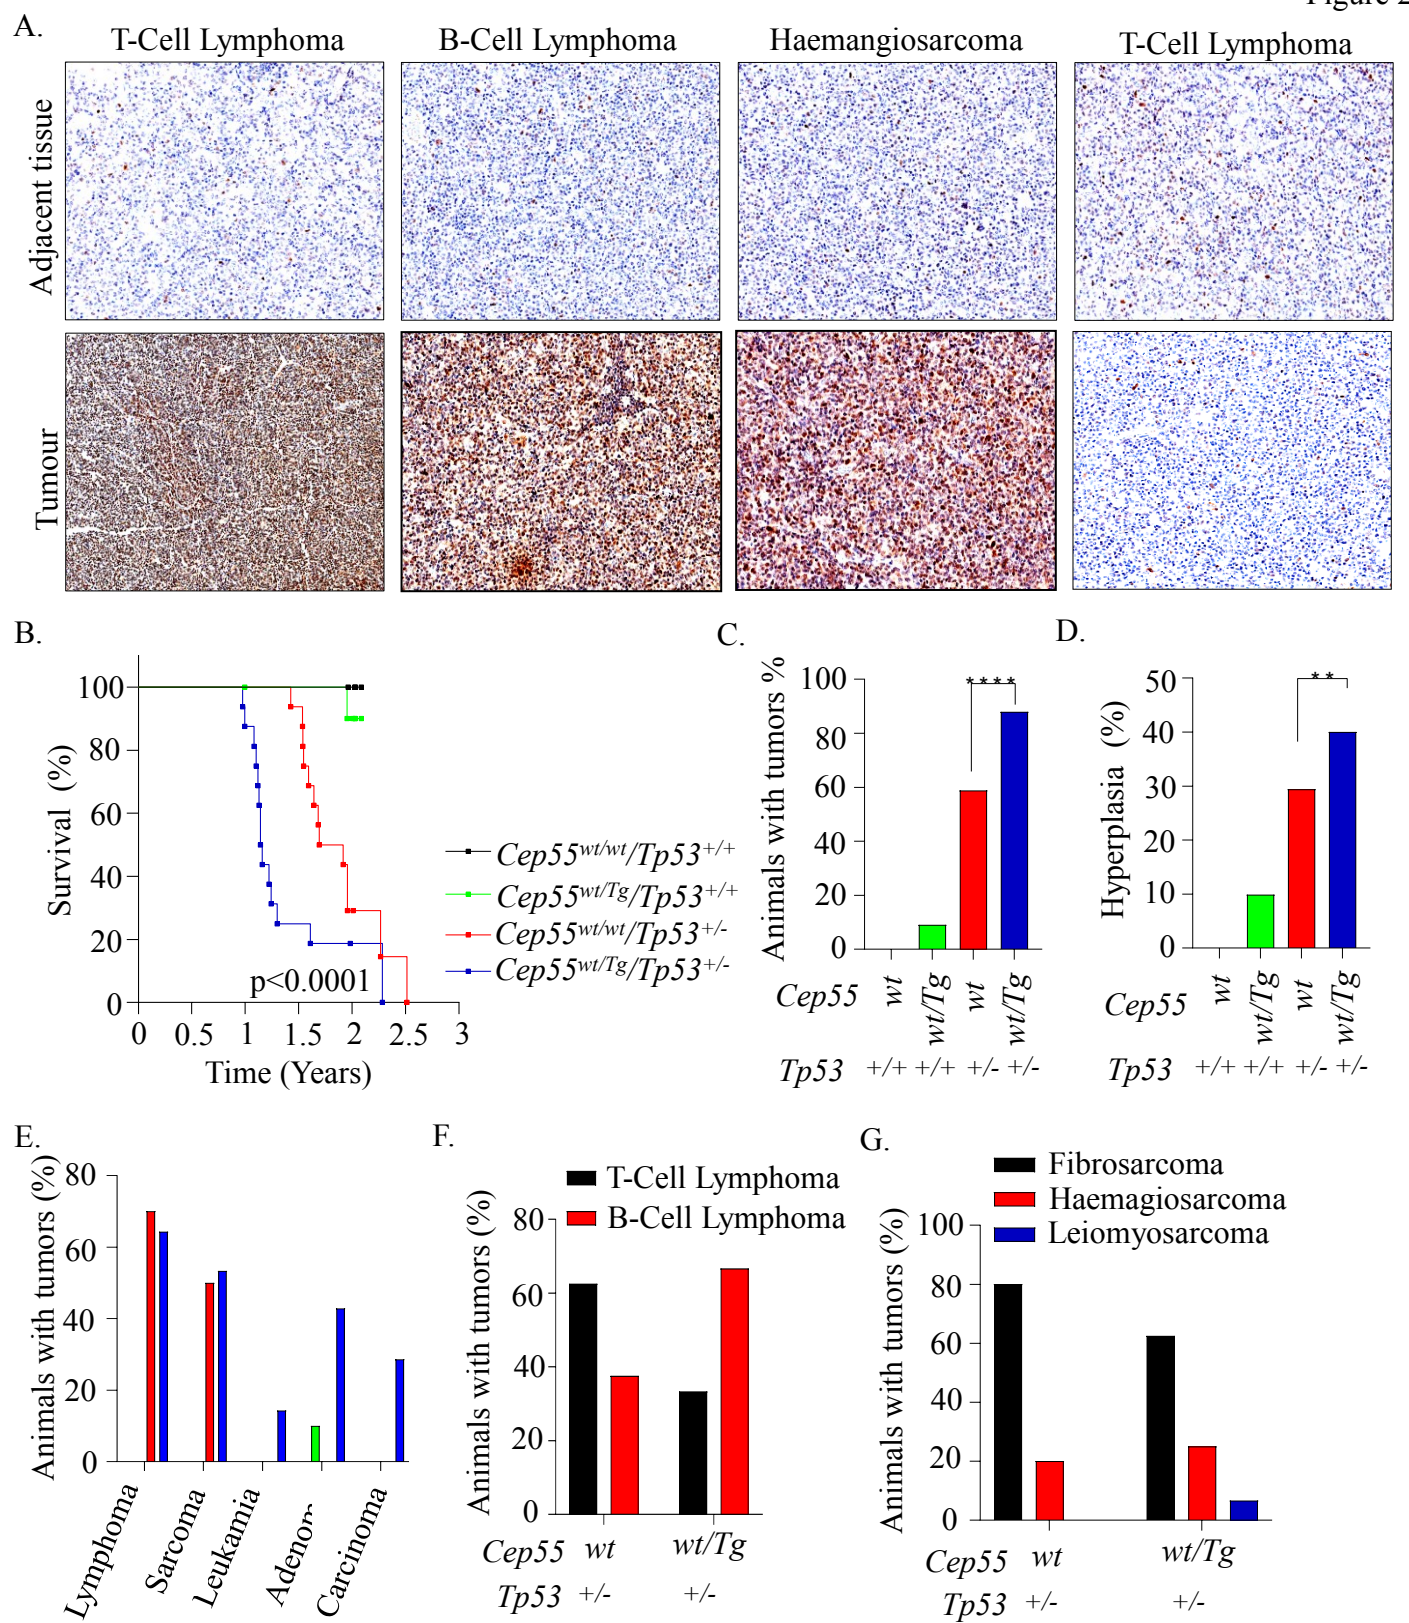 Figure 2
A.
T-Cell Lymphoma
B-Cell Lymphoma
Haemangiosarcoma
T-Cell Lymphoma
Adjacent tissue
Tumour
B.
Survival (%)
100
80
60
40
20
0
p<0.0001
0 0.5 1 1.5 2 2.5 3
Time (Years)
Cep55wt/wt/Tp53+/+
Cep55wt/Tg/Tp53+/+
Cep55wt/wt/Tp53+/-
Cep55wt/Tg/Tp53+/-
C.
Animals with tumors %
100
80
60
40
20
0
****
Cep55 wt wt/Tg wt wt/Tg
Tp53 +/+ +/+ +/- +/-
D.
Hyperplasia (%)
50
40
30
20
10
0
**
Cep55 wt wt/Tg wt wt/Tg
Tp53 +/+ +/+ +/- +/-
E.
Animals with tumors (%)
80
60
40
20
0
Lymphoma
Sarcoma
Leukamia
Carcinoma
F.
T-Cell Lymphoma
B-Cell Lymphoma
Animals with tumors (%)
80
60
40
20
0
Cep55 wt wt/Tg
Tp53 +/- +/-
G.
Fibrosarcoma
Haemagiosarcoma
Leiomyosarcoma
Animals with tumors (%)
100
80
60
40
20
0
Cep55 wt wt/Tg
Tp53 +/- +/-